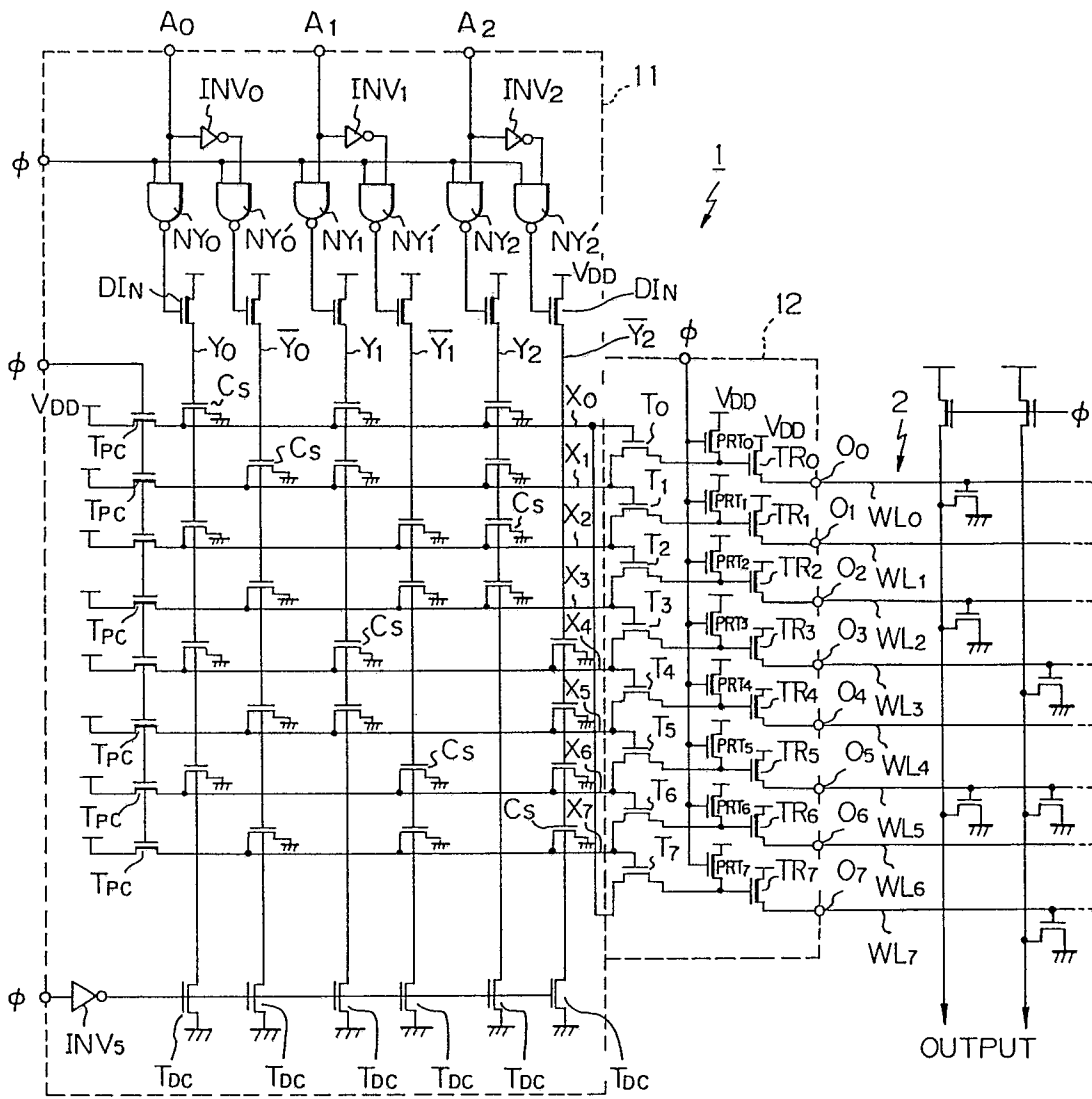 A0 A1 A2
INV0 INV1 INV2 11
φ
1
NY0 NY0′ NY1 NY1′ NY2 NY2′
VDD
DIN DIN
12
φ
φ
Y0 Y̅0 Y1 Y̅1 Y2 Y̅2
VDD CS X0 T0 VDD PRT0 VDD TR0 O0 2 φ
TPC
CS X1 T1 PRT1 TR1 O1 WL0
TPC
CS X2 T2 PRT2 TR2 O2 WL1
X3 T3 PRT3 TR3 O3 WL2
CS X4 T4 PRT4 TR4 O4 WL3
TPC X5 T5 PRT5 TR5 O5 WL4
CS X6 T6 PRT6 TR6 O6 WL5
TPC
CS X7 T7 PRT7 TR7 O7 WL6
TPC
WL7
φ
INV5
OUTPUT
TDC TDC TDC TDC TDC TDC